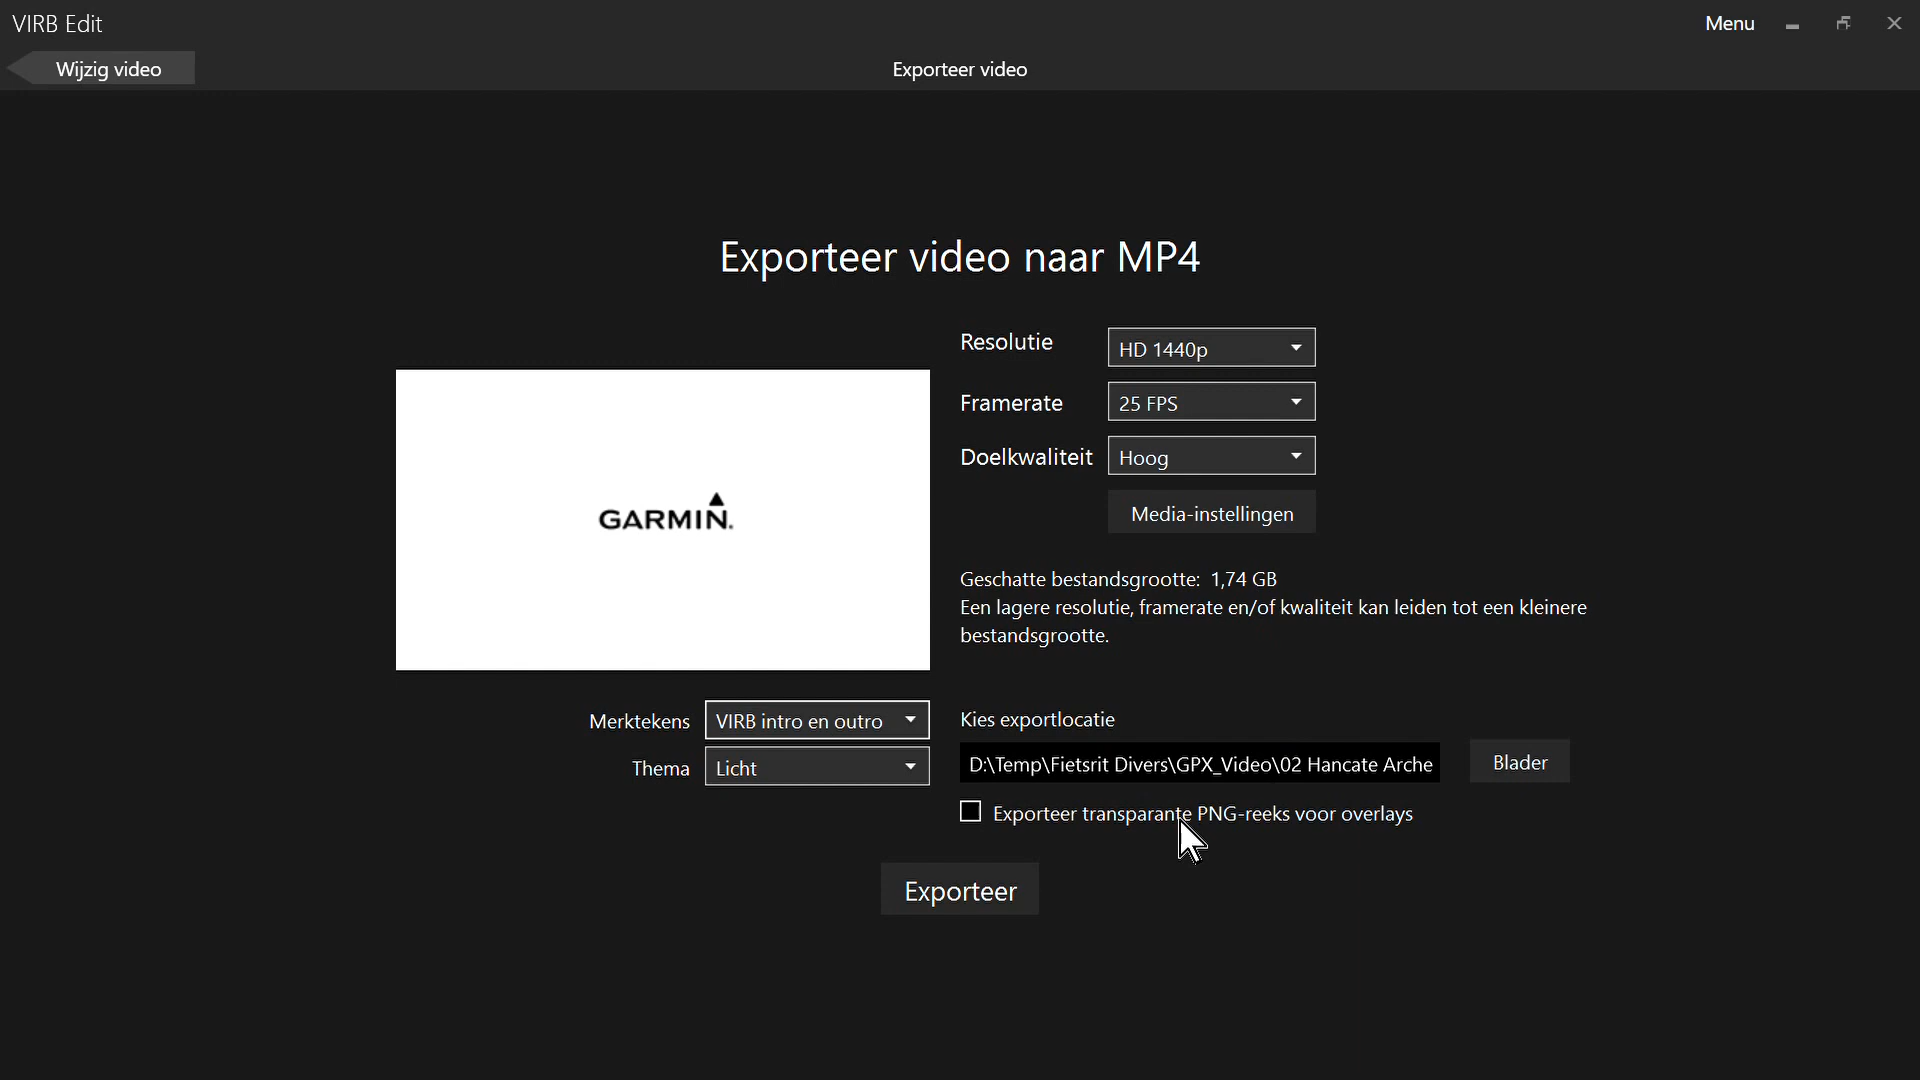 VIRB Edit
Menu
Wijzig video
Exporteer video
Exporteer video naar MP4
Resolutie
HD 1440p
Framerate
25 FPS
Doelkwaliteit
Hoog
Media-instellingen
GARMIN.
Geschatte bestandsgrootte: 1,74 GB
Een lagere resolutie, framerate en/of kwaliteit kan leiden tot een kleinere
bestandsgrootte.
Merktekens
VIRB intro en outro
Thema
Licht
Kies exportlocatie
D:\Temp\Fietsrit Divers\GPX_Video\02 Hancate Arche
Blader
Exporteer transparante PNG-reeks voor overlays
Exporteer